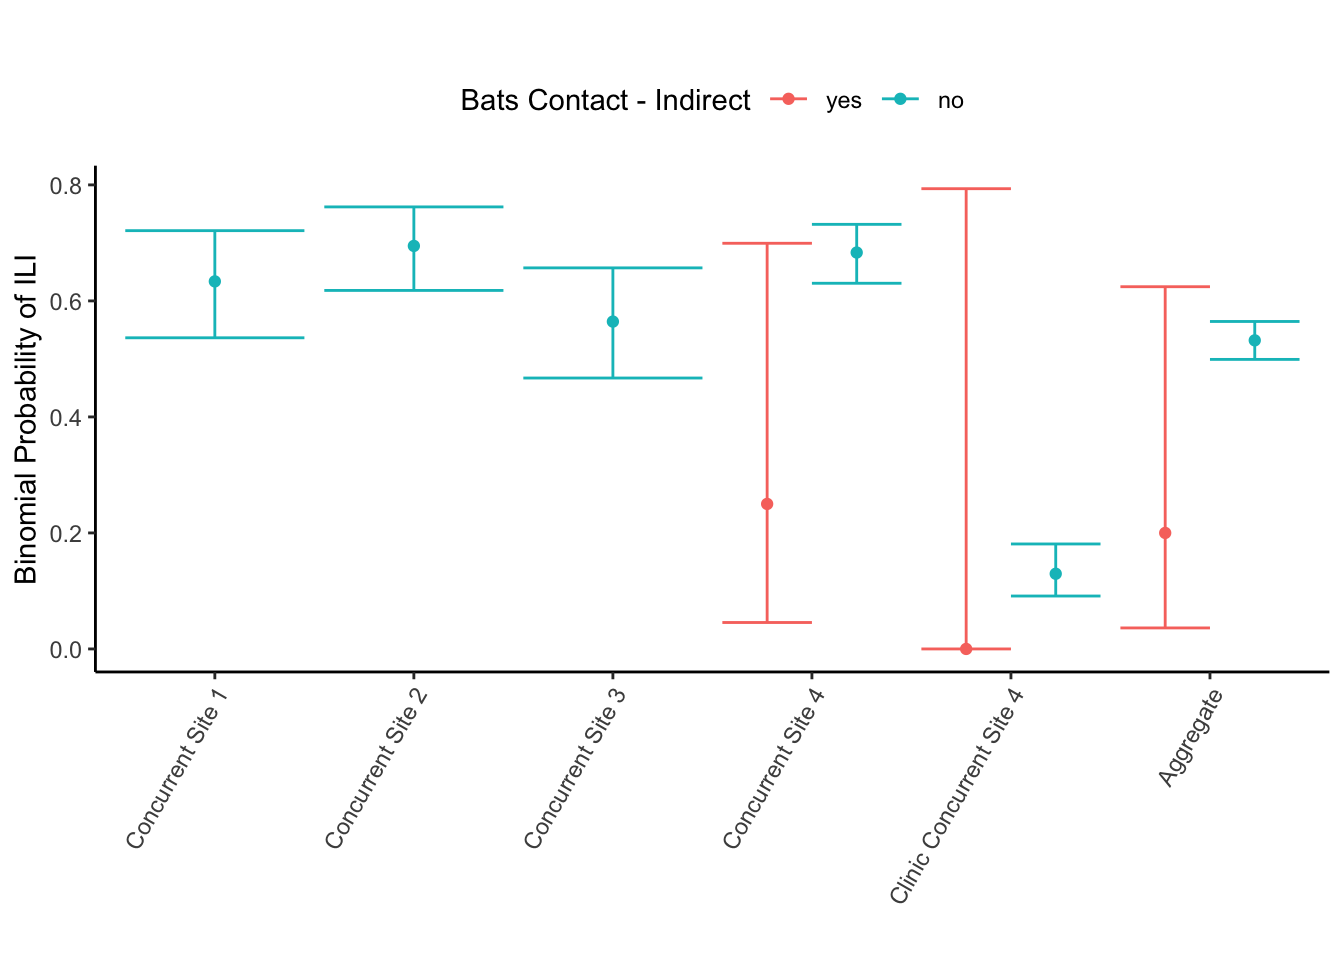 Bats Contact - Indirect yes no
Binomial Probability of ILI
0.8
0.6
0.4
0.2
0.0
Concurrent Site 1
Concurrent Site 2
Concurrent Site 3
Concurrent Site 4
Clinic Concurrent Site 4
Aggregate